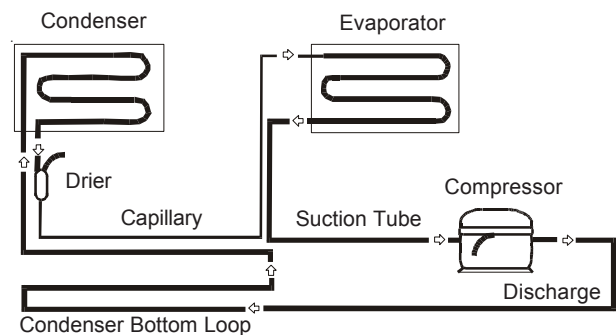 Condenser
Evaporator
Drier
Compressor
Capillary
Suction Tube
Discharge
Condenser Bottom Loop